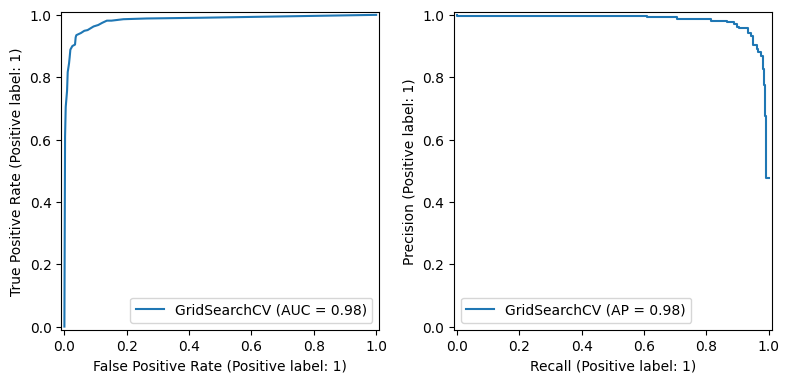 True Positive Rate (Positive label: 1)
1.0
0.8
0.6
0.4
0.2
0.0
GridSearchCV (AUC = 0.98)
0.0 0.2 0.4 0.6 0.8 1.0
False Positive Rate (Positive label: 1)
Precision (Positive label: 1)
1.0
0.8
0.6
0.4
0.2
0.0
GridSearchCV (AP = 0.98)
0.0 0.2 0.4 0.6 0.8 1.0
Recall (Positive label: 1)